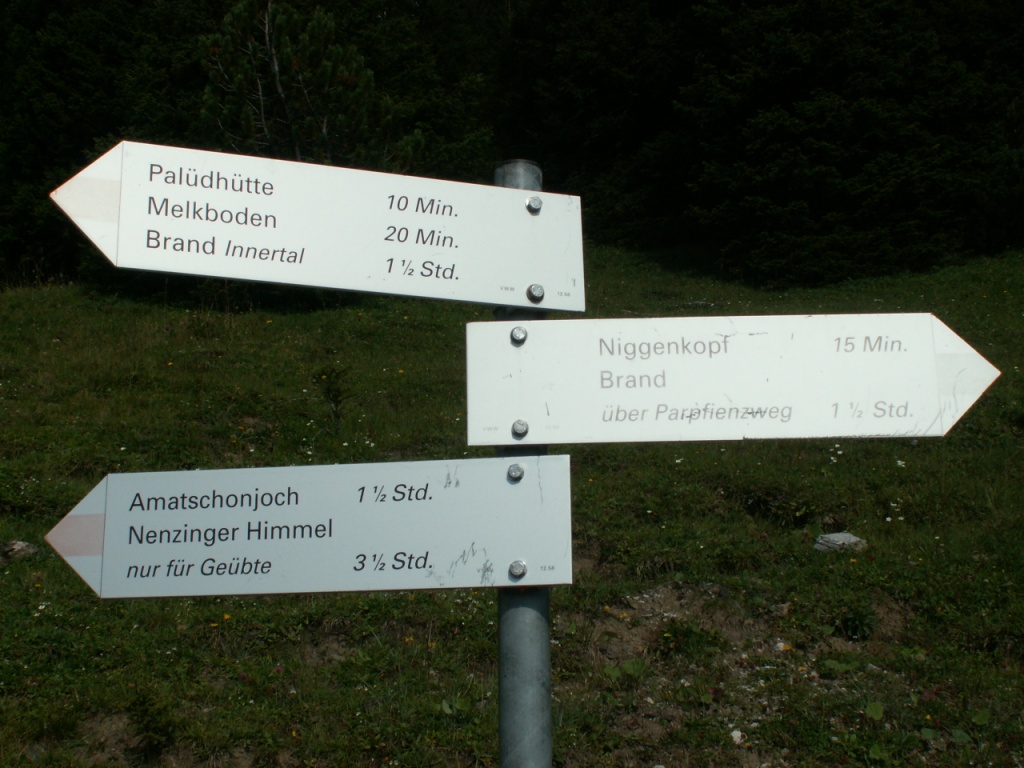 Palüdhütte 10 Min.
Melkboden 20 Min.
Brand Innertal 1 ½ Std.
Niggenkopf 15 Min.
Brand
über Parpfienzweg 1 ½ Std.
Amatschonjoch 1 ½ Std.
Nenzinger Himmel
nur für Geübte 3 ½ Std.